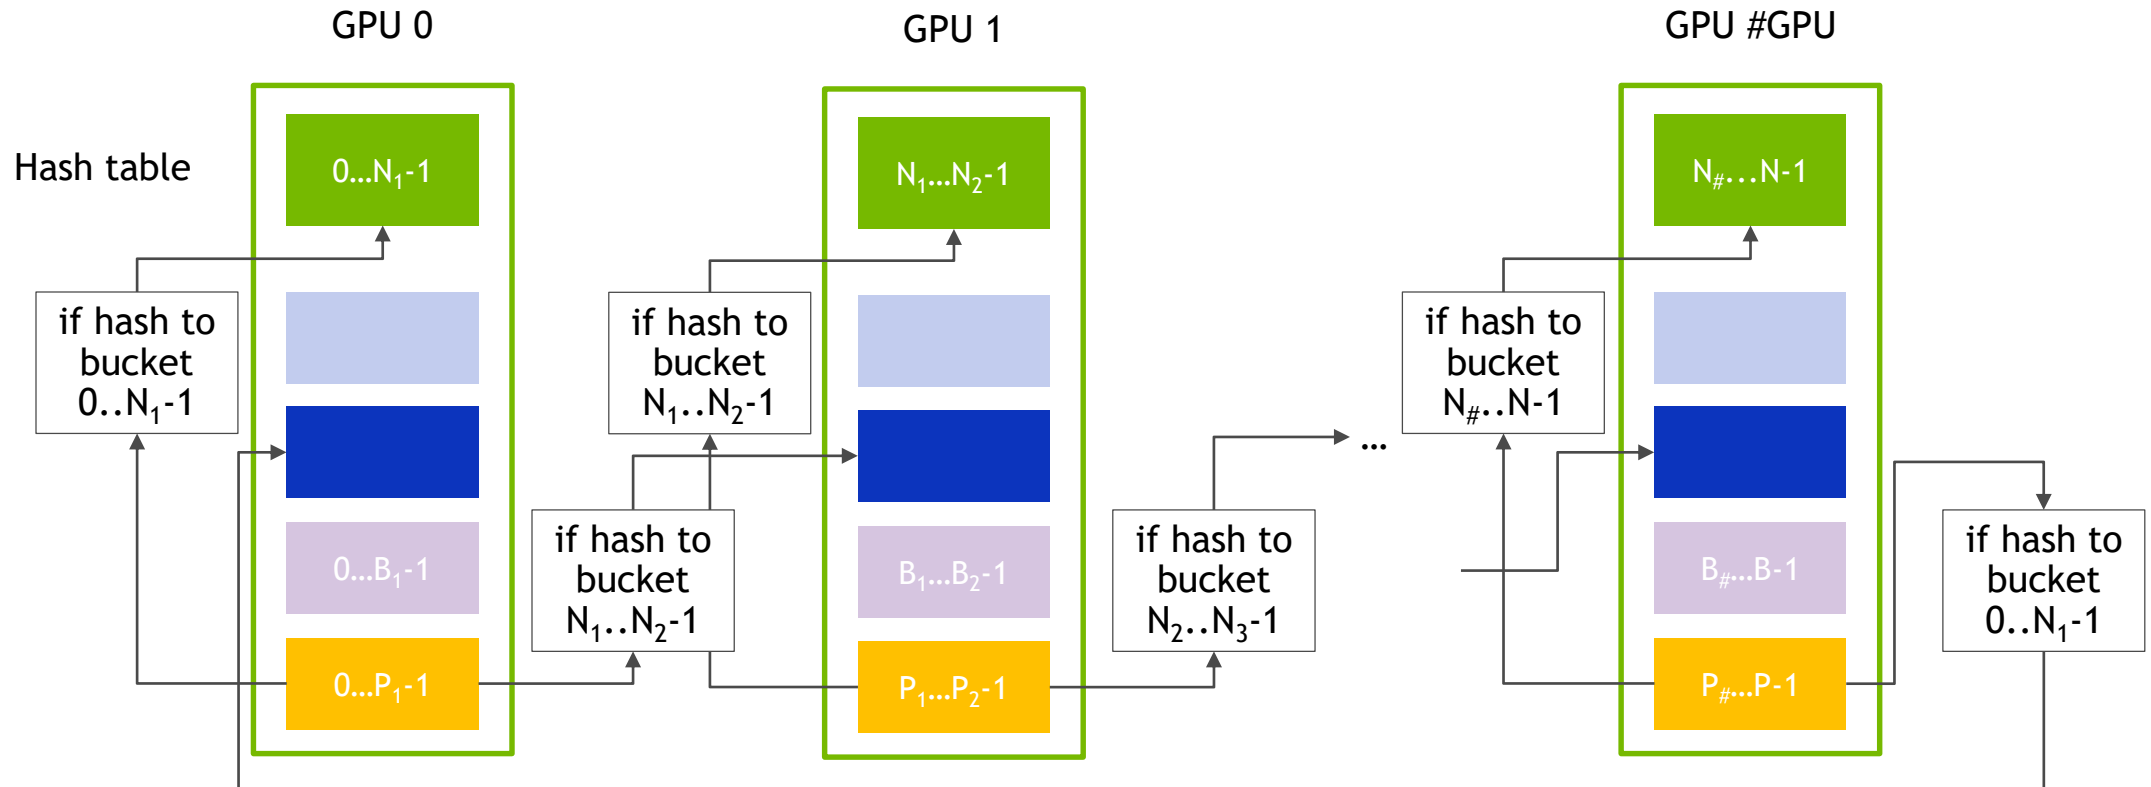 GPU 0
GPU 1
GPU #GPU
Hash table
0...N₁-1
N₁...N₂-1
N#...N-1
if hash to
bucket
0..N₁-1
if hash to
bucket
N₁..N₂-1
...
if hash to
bucket
N#..N-1
if hash to
bucket
N₁..N₂-1
if hash to
bucket
N₂..N₃-1
if hash to
bucket
0..N₁-1
0...B₁-1
B₁...B₂-1
B#...B-1
0...P₁-1
P₁...P₂-1
P#...P-1